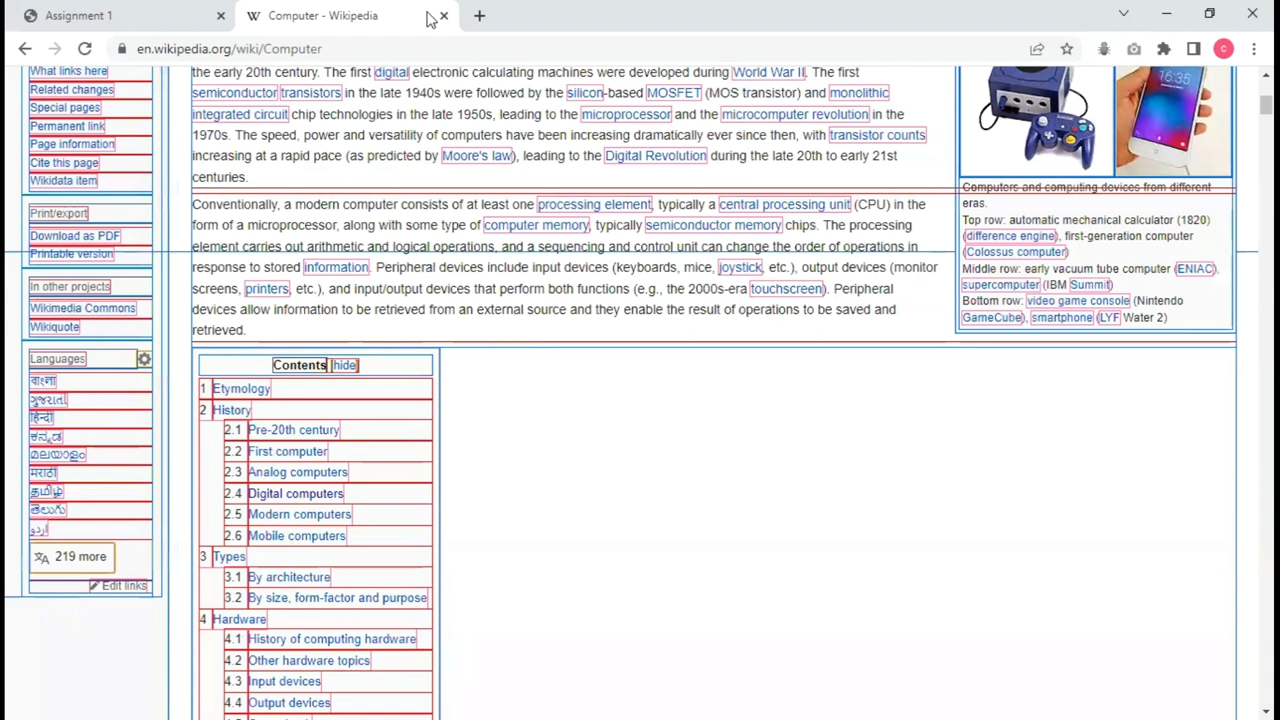 Assignment 1
Computer - Wikipedia
en.wikipedia.org/wiki/Computer
C
What links here
Related changes
Special pages
Permanent link
Page information
Cite this page
Wikidata item
Print/export
Download as PDF
Printable version
In other projects
Wikimedia Commons
Wikiquote
Languages
বাংলা
ગુજરાતી
हिन्दी
ಕನ್ನಡ
മലയാളം
मराठी
தமிழ்
తెలుగు
اردو
219 more
Edit links
the early 20th century. The first digital electronic calculating machines were developed during World War II. The first
semiconductor transistors in the late 1940s were followed by the silicon-based MOSFET (MOS transistor) and monolithic
integrated circuit chip technologies in the late 1950s, leading to the microprocessor and the microcomputer revolution in the
1970s. The speed, power and versatility of computers have been increasing dramatically ever since then, with transistor counts
increasing at a rapid pace (as predicted by Moore's law), leading to the Digital Revolution during the late 20th to early 21st
centuries.
Conventionally, a modern computer consists of at least one processing element, typically a central processing unit (CPU) in the
form of a microprocessor, along with some type of computer memory, typically semiconductor memory chips. The processing
element carries out arithmetic and logical operations, and a sequencing and control unit can change the order of operations in
response to stored information. Peripheral devices include input devices (keyboards, mice, joystick, etc.), output devices (monitor
screens, printers, etc.), and input/output devices that perform both functions (e.g., the 2000s-era touchscreen). Peripheral
devices allow information to be retrieved from an external source and they enable the result of operations to be saved and
retrieved.
Contents [hide]
1 Etymology
2 History
2.1 Pre-20th century
2.2 First computer
2.3 Analog computers
2.4 Digital computers
2.5 Modern computers
2.6 Mobile computers
3 Types
3.1 By architecture
3.2 By size, form-factor and purpose
4 Hardware
4.1 History of computing hardware
4.2 Other hardware topics
4.3 Input devices
4.4 Output devices
16:35
Computers and computing devices from different
eras.
Top row: automatic mechanical calculator (1820)
(difference engine), first-generation computer
(Colossus computer)
Middle row: early vacuum tube computer (ENIAC),
supercomputer (IBM Summit)
Bottom row: video game console (Nintendo
GameCube), smartphone (LYF Water 2)